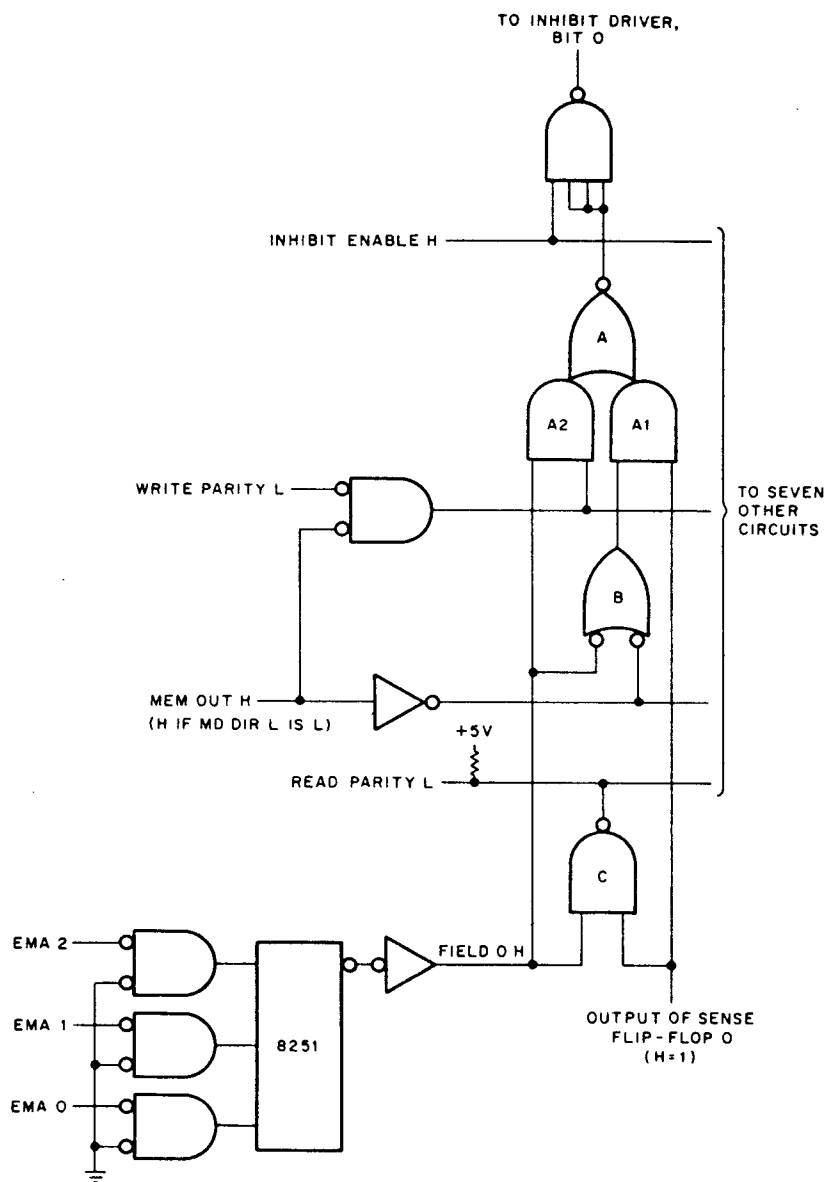 TO INHIBIT DRIVER,
BIT 0
INHIBIT ENABLE H
A
A2
A1
WRITE PARITY L
TO SEVEN
OTHER
CIRCUITS
B
MEM OUT H
(H IF MD DIR L IS L)
+5V
READ PARITY L
C
EMA 2
FIELD 0 H
EMA 1
8251
OUTPUT OF SENSE
FLIP-FLOP 0
(H=1)
EMA 0